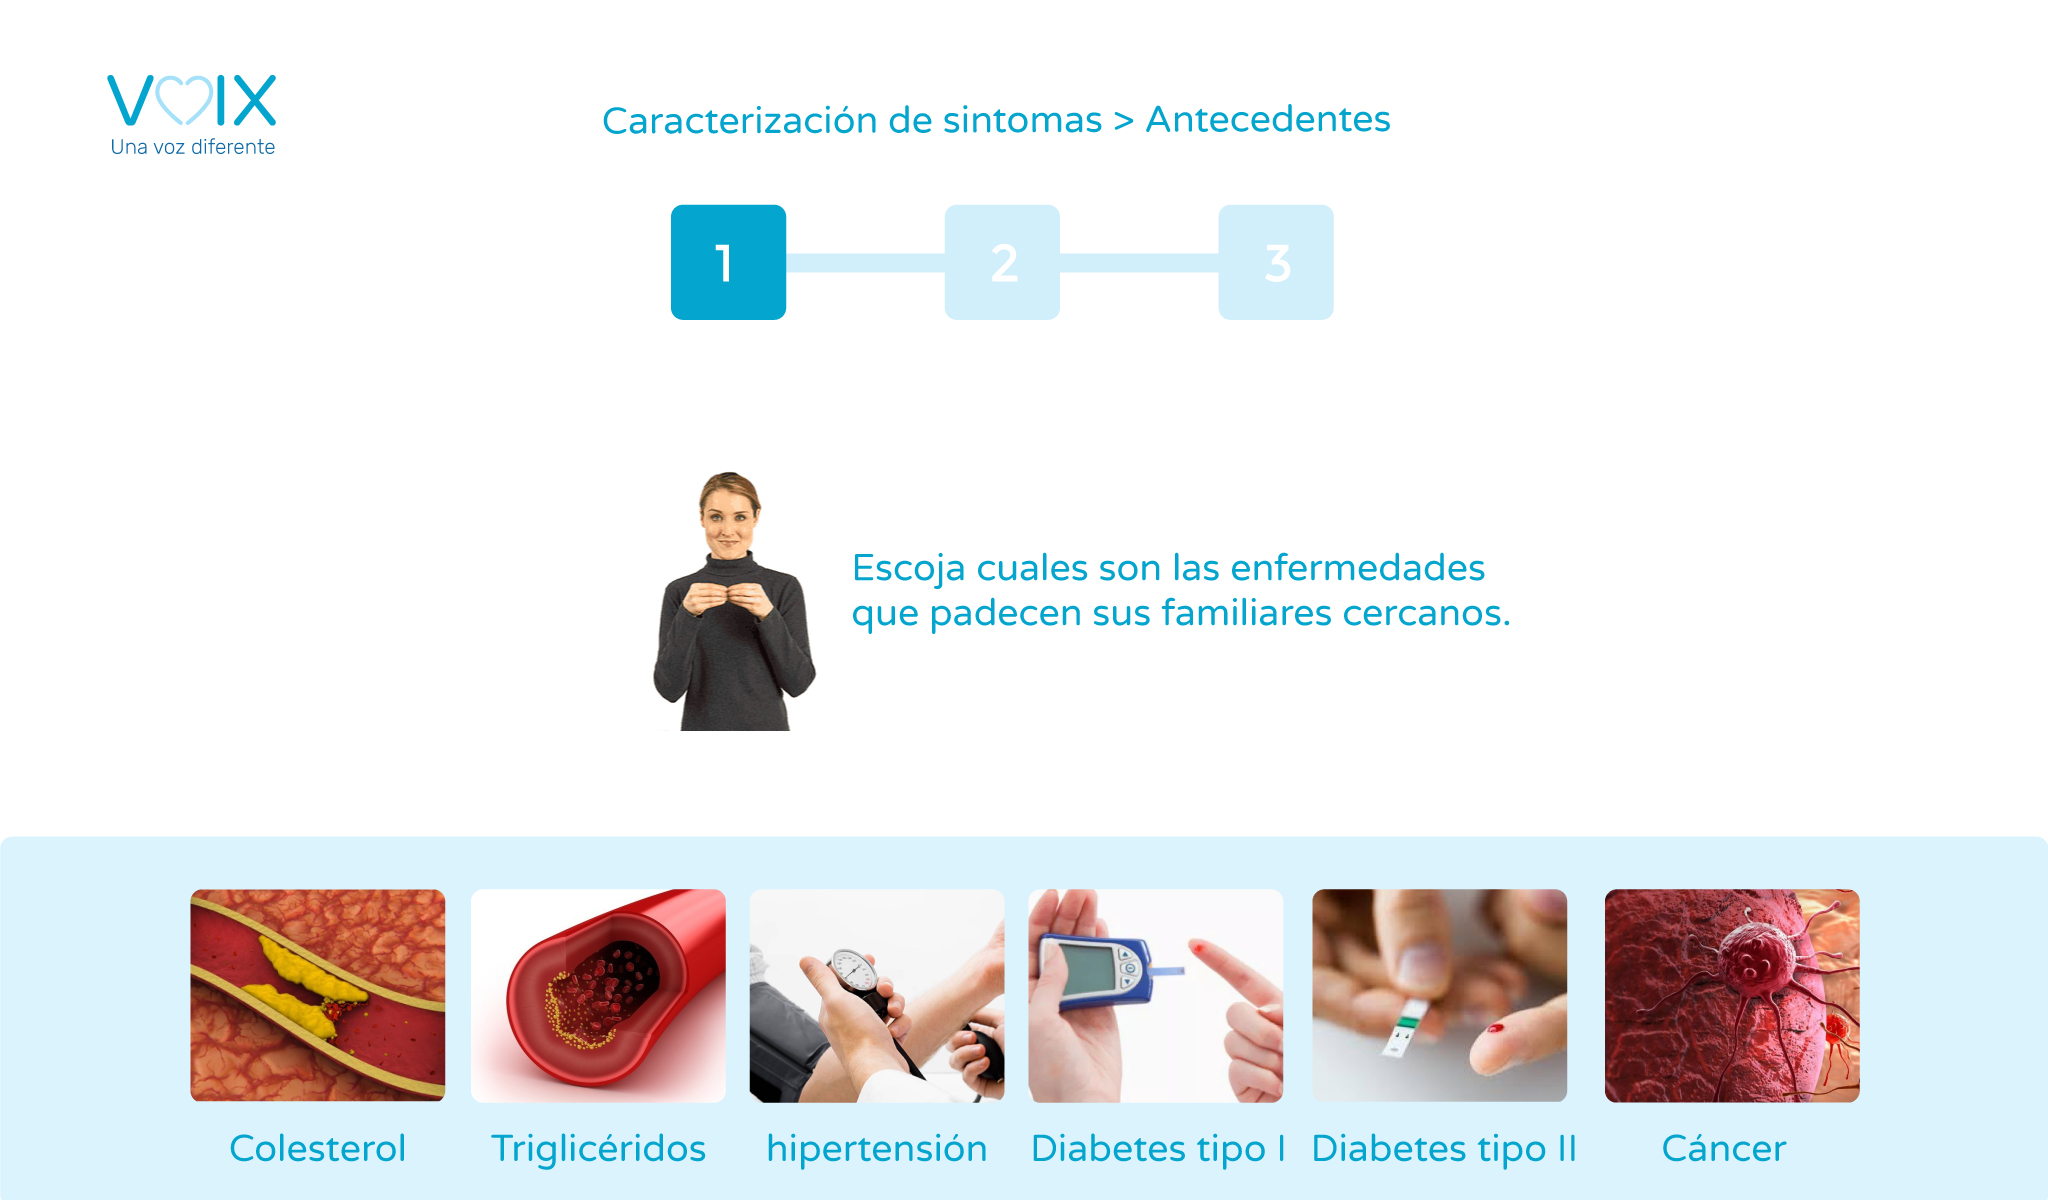 VOIX
Una voz diferente
Caracterización de sintomas > Antecedentes
1
2
3
Escoja cuales son las enfermedades
que padecen sus familiares cercanos.
Colesterol
Triglicéridos
hipertensión
Diabetes tipo I
Diabetes tipo II
Cáncer